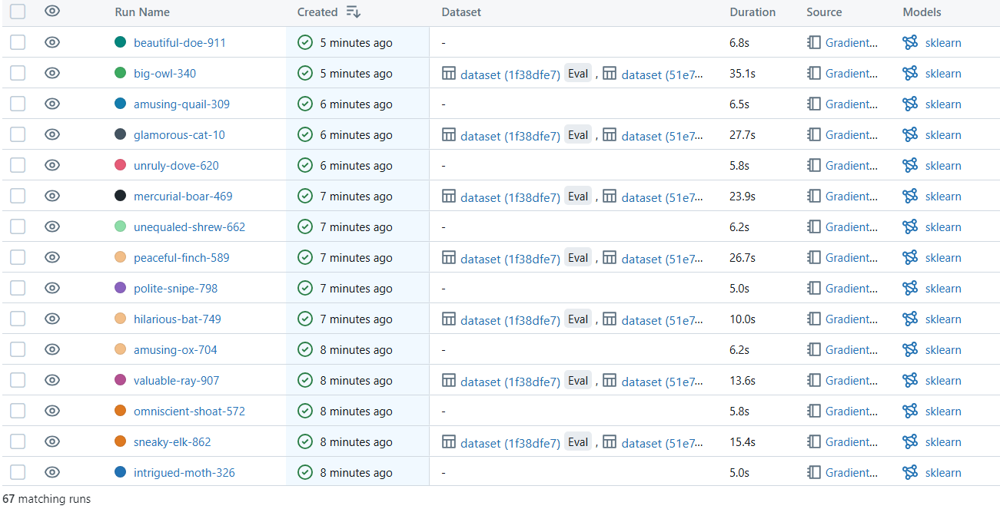 Run Name Created Dataset Duration Source Models
beautiful-doe-911 5 minutes ago - 6.8s Gradient... sklearn
big-owl-340 5 minutes ago dataset (1f38dfe7) Eval , dataset (51e7... 35.1s Gradient... sklearn
amusing-quail-309 6 minutes ago - 6.5s Gradient... sklearn
glamorous-cat-10 6 minutes ago dataset (1f38dfe7) Eval , dataset (51e7... 27.7s Gradient... sklearn
unruly-dove-620 6 minutes ago - 5.8s Gradient... sklearn
mercurial-boar-469 7 minutes ago dataset (1f38dfe7) Eval , dataset (51e7... 23.9s Gradient... sklearn
unequaled-shrew-662 7 minutes ago - 6.2s Gradient... sklearn
peaceful-finch-589 7 minutes ago dataset (1f38dfe7) Eval , dataset (51e7... 26.7s Gradient... sklearn
polite-snipe-798 7 minutes ago - 5.0s Gradient... sklearn
hilarious-bat-749 7 minutes ago dataset (1f38dfe7) Eval , dataset (51e7... 10.0s Gradient... sklearn
amusing-ox-704 8 minutes ago - 6.2s Gradient... sklearn
valuable-ray-907 8 minutes ago dataset (1f38dfe7) Eval , dataset (51e7... 13.6s Gradient... sklearn
omniscient-shoat-572 8 minutes ago - 5.8s Gradient... sklearn
sneaky-elk-862 8 minutes ago dataset (1f38dfe7) Eval , dataset (51e7... 15.4s Gradient... sklearn
intrigued-moth-326 8 minutes ago - 5.0s Gradient... sklearn
67 matching runs